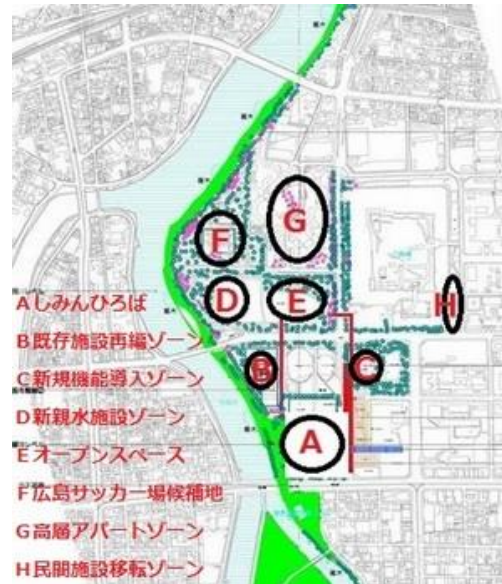 G
F
D
E
H
B
C
A
Aしみんひろば
B既存施設再編ゾーン
C新規機能導入ゾーン
D新親水施設ゾーン
Eオープンスペース
F広島サッカー場候補地
G高層アパートゾーン
H民間施設移転ゾーン